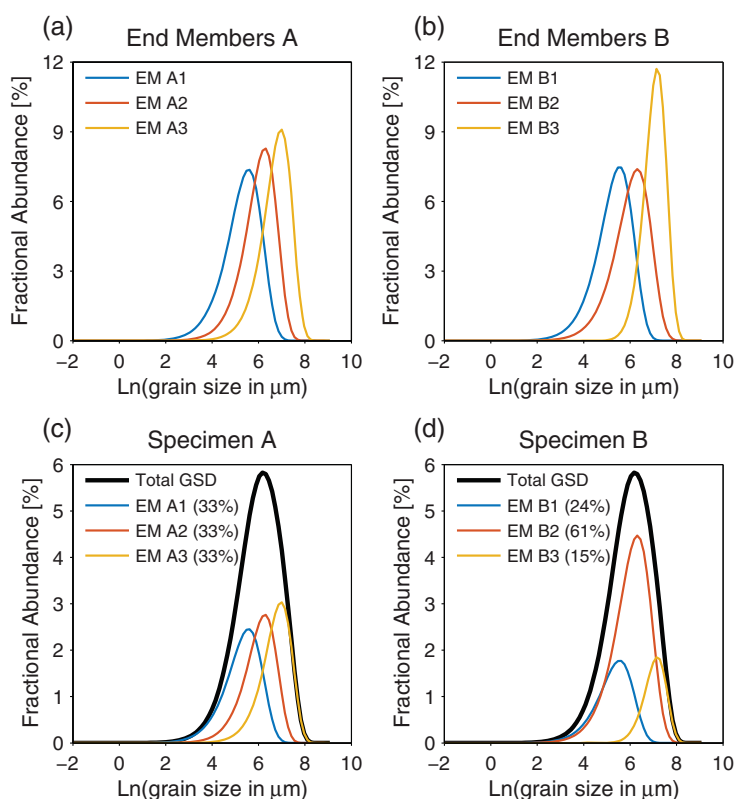 (a)
End Members A
EM A1
EM A2
EM A3
Fractional Abundance [%]
12
9
6
3
0
−2 0 2 4 6 8 10
Ln(grain size in μm)
(b)
End Members B
EM B1
EM B2
EM B3
Fractional Abundance [%]
12
9
6
3
0
−2 0 2 4 6 8 10
Ln(grain size in μm)
(c)
Specimen A
Total GSD
EM A1 (33%)
EM A2 (33%)
EM A3 (33%)
Fractional Abundance [%]
6
5
4
3
2
1
0
−2 0 2 4 6 8 10
Ln(grain size in μm)
(d)
Specimen B
Total GSD
EM B1 (24%)
EM B2 (61%)
EM B3 (15%)
Fractional Abundance [%]
6
5
4
3
2
1
0
−2 0 2 4 6 8 10
Ln(grain size in μm)